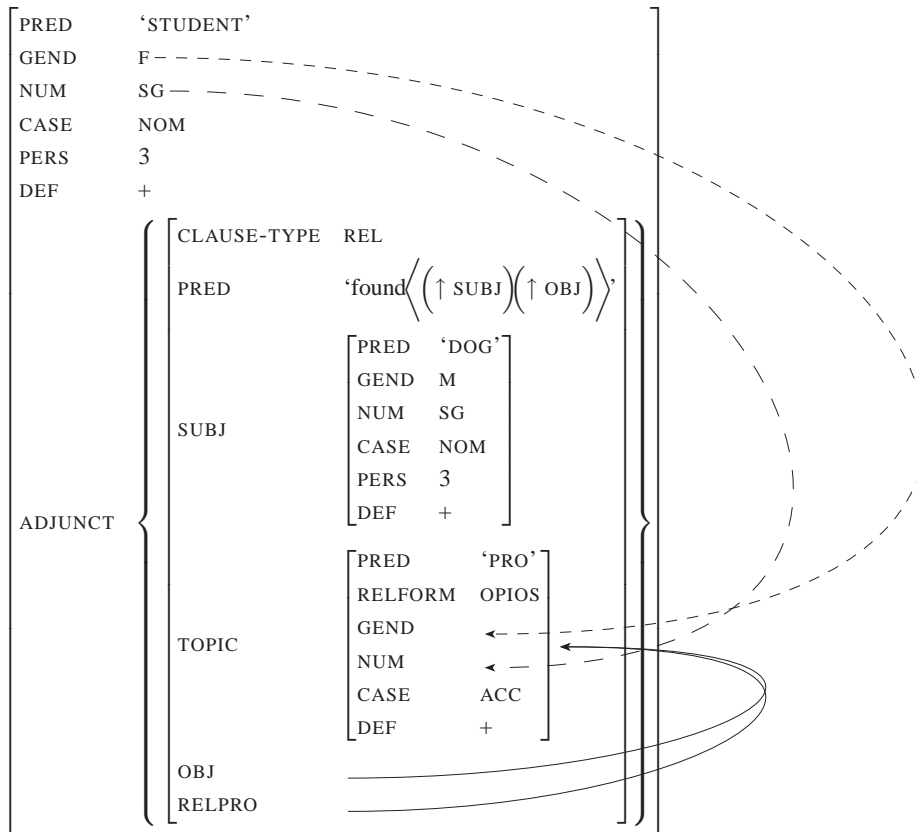 PRED ‘STUDENT’
GEND F
NUM SG
CASE NOM
PERS 3
DEF +
CLAUSE-TYPE REL
PRED ‘found⟨(↑ SUBJ)(↑ OBJ)⟩’
PRED ‘DOG’
GEND M
NUM SG
SUBJ
CASE NOM
PERS 3
DEF +
ADJUNCT
PRED ‘PRO’
RELFORM OPIOS
GEND
TOPIC
NUM
CASE ACC
DEF +
OBJ
RELPRO